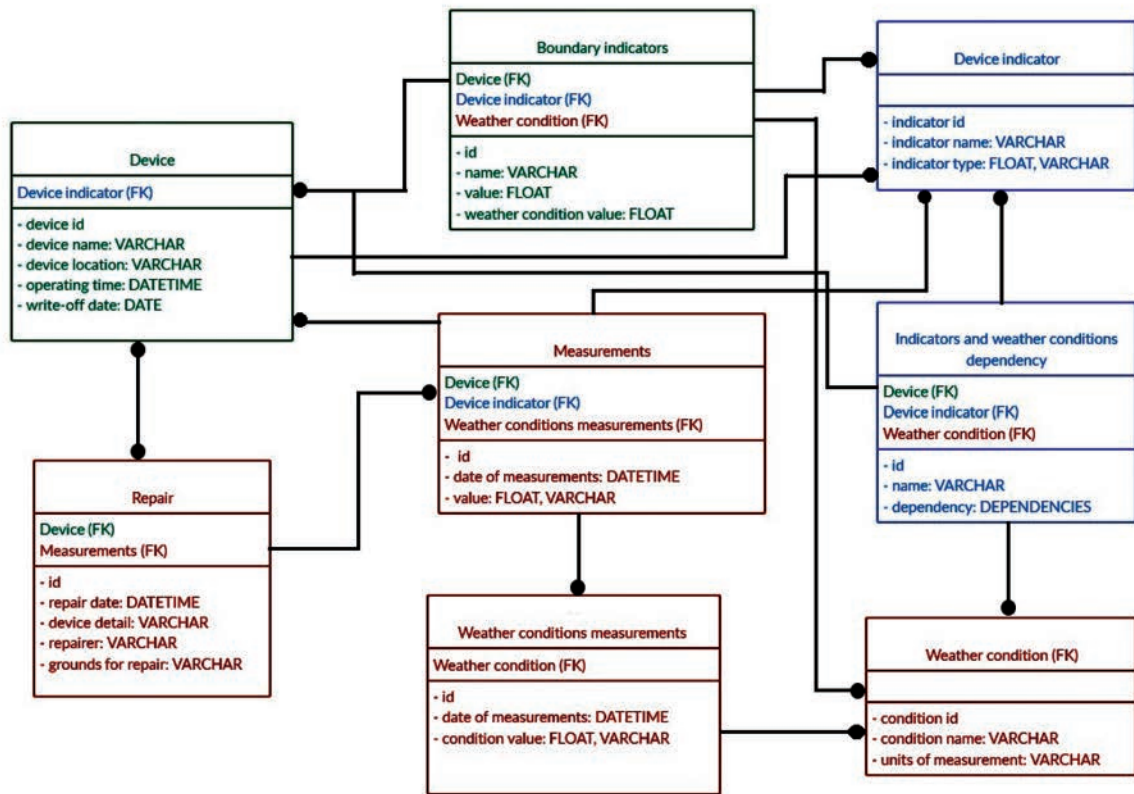 Boundary indicators
Device (FK)
Device indicator (FK)
Weather condition (FK)
- id
- name: VARCHAR
- value: FLOAT
- weather condition value: FLOAT
Device indicator
- indicator id
- indicator name: VARCHAR
- indicator type: FLOAT, VARCHAR
Device
Device indicator (FK)
- device id
- device name: VARCHAR
- device location: VARCHAR
- operating time: DATETIME
- write-off date: DATE
Measurements
Device (FK)
Device indicator (FK)
Weather conditions measurements (FK)
- id
- date of measurements: DATETIME
- value: FLOAT, VARCHAR
Indicators and weather conditions
dependency
Device (FK)
Device indicator (FK)
Weather condition (FK)
- id
- name: VARCHAR
- dependency: DEPENDENCIES
Repair
Device (FK)
Measurements (FK)
- id
- repair date: DATETIME
- device detail: VARCHAR
- repairer: VARCHAR
- grounds for repair: VARCHAR
Weather conditions measurements
Weather condition (FK)
- id
- date of measurements: DATETIME
- condition value: FLOAT, VARCHAR
Weather condition (FK)
- condition id
- condition name: VARCHAR
- units of measurement: VARCHAR